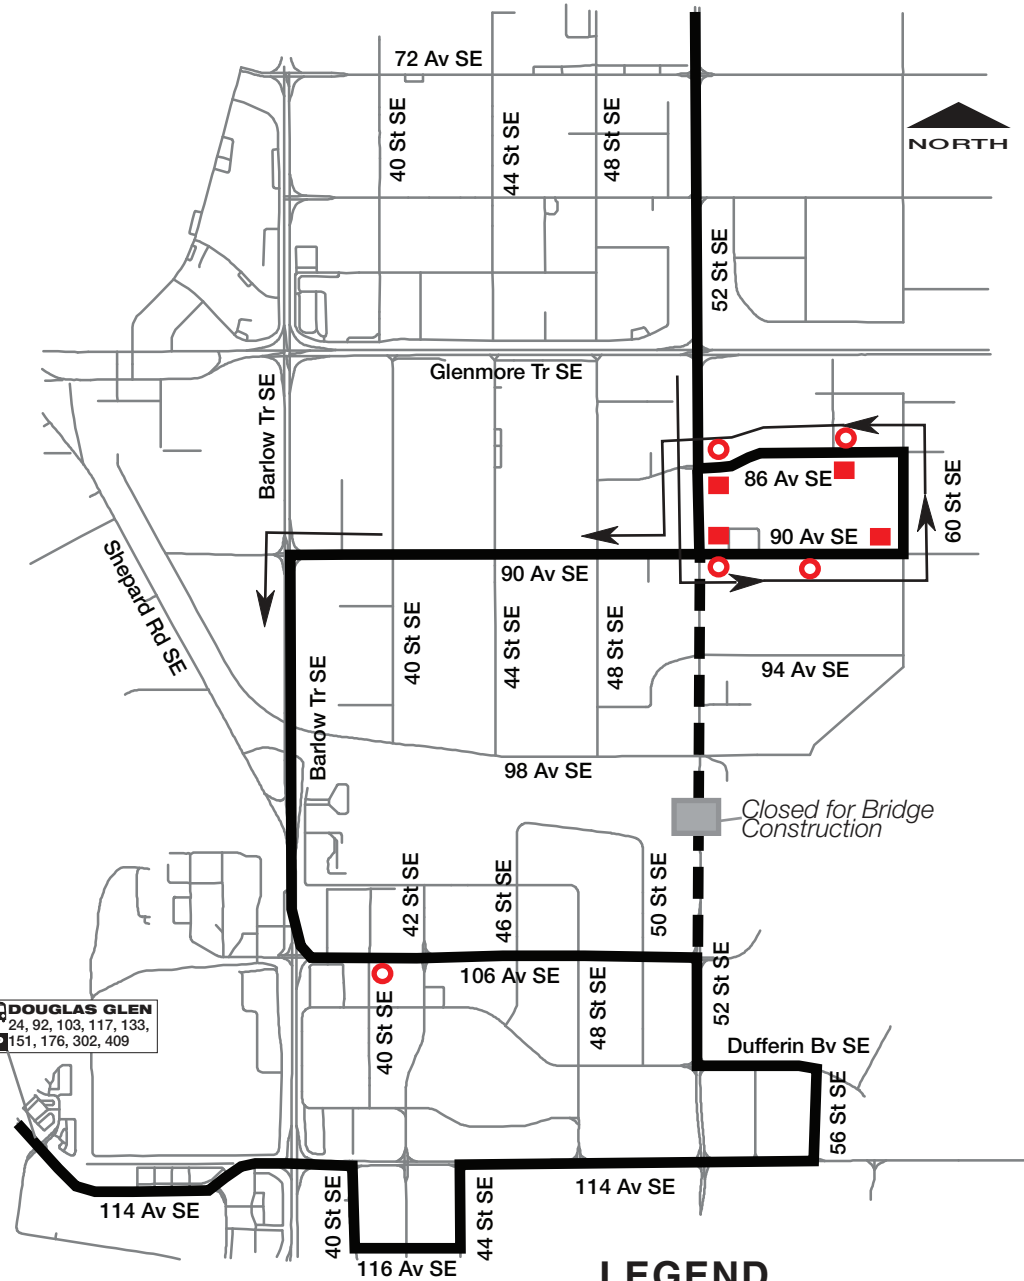 72 Av SE
40 St SE
44 St SE
48 St SE
NORTH
52 St SE
Glenmore Tr SE
Barlow Tr SE
86 Av SE
60 St SE
90 Av SE
90 Av SE
Shepard Rd SE
40 St SE
44 St SE
48 St SE
94 Av SE
Barlow Tr SE
98 Av SE
Closed for Bridge
Construction
42 St SE
46 St SE
50 St SE
106 Av SE
52 St SE
DOUGLAS GLEN
24, 92, 103, 117, 133,
151, 176, 302, 409
40 St SE
48 St SE
Dufferin Bv SE
56 St SE
114 Av SE
114 Av SE
40 St SE
44 St SE
116 Av SE
LEGEND